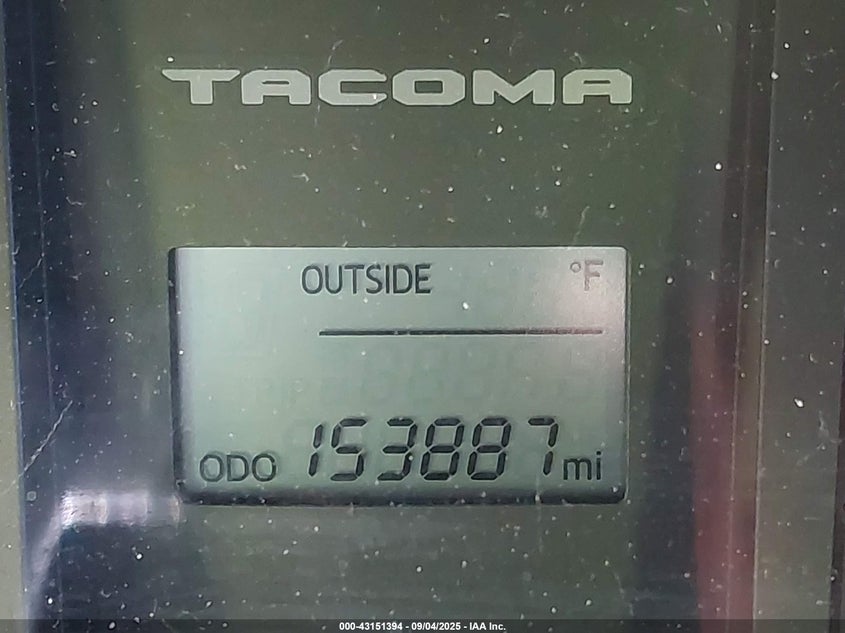 TACOMA
OUTSIDE °F
ODO 153887 mi
000-43151394 - 09/04/2025 - IAA Inc.